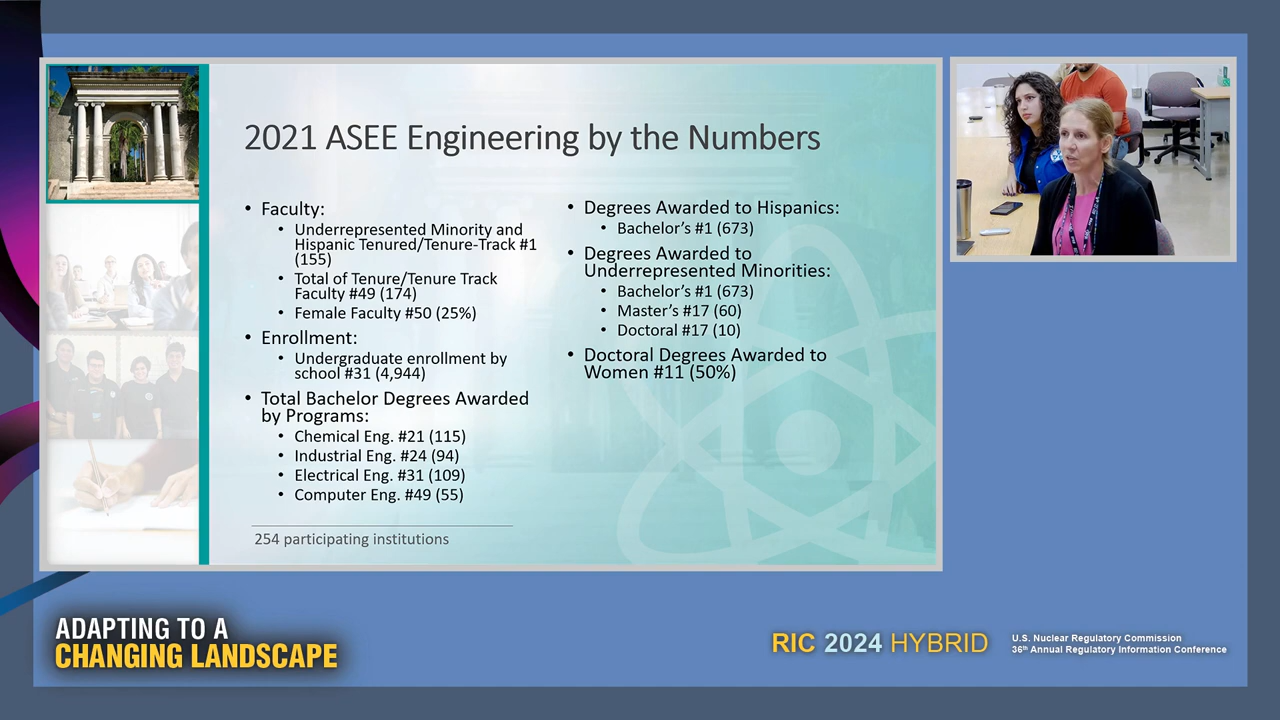 2021 ASEE Engineering by the Numbers
• Faculty:
• Underrepresented Minority and
Hispanic Tenured/Tenure-Track #1
(155)
• Total of Tenure/Tenure Track
Faculty #49 (174)
• Female Faculty #50 (25%)
• Enrollment:
• Undergraduate enrollment by
school #31 (4,944)
• Total Bachelor Degrees Awarded
by Programs:
• Chemical Eng. #21 (115)
• Industrial Eng. #24 (94)
• Electrical Eng. #31 (109)
• Computer Eng. #49 (55)
254 participating institutions
• Degrees Awarded to Hispanics:
• Bachelor’s #1 (673)
• Degrees Awarded to
Underrepresented Minorities:
• Bachelor’s #1 (673)
• Master’s #17 (60)
• Doctoral #17 (10)
• Doctoral Degrees Awarded to
Women #11 (50%)
ADAPTING TO A
CHANGING LANDSCAPE
RIC 2024 HYBRID
U.S. Nuclear Regulatory Commission
36th Annual Regulatory Information Conference